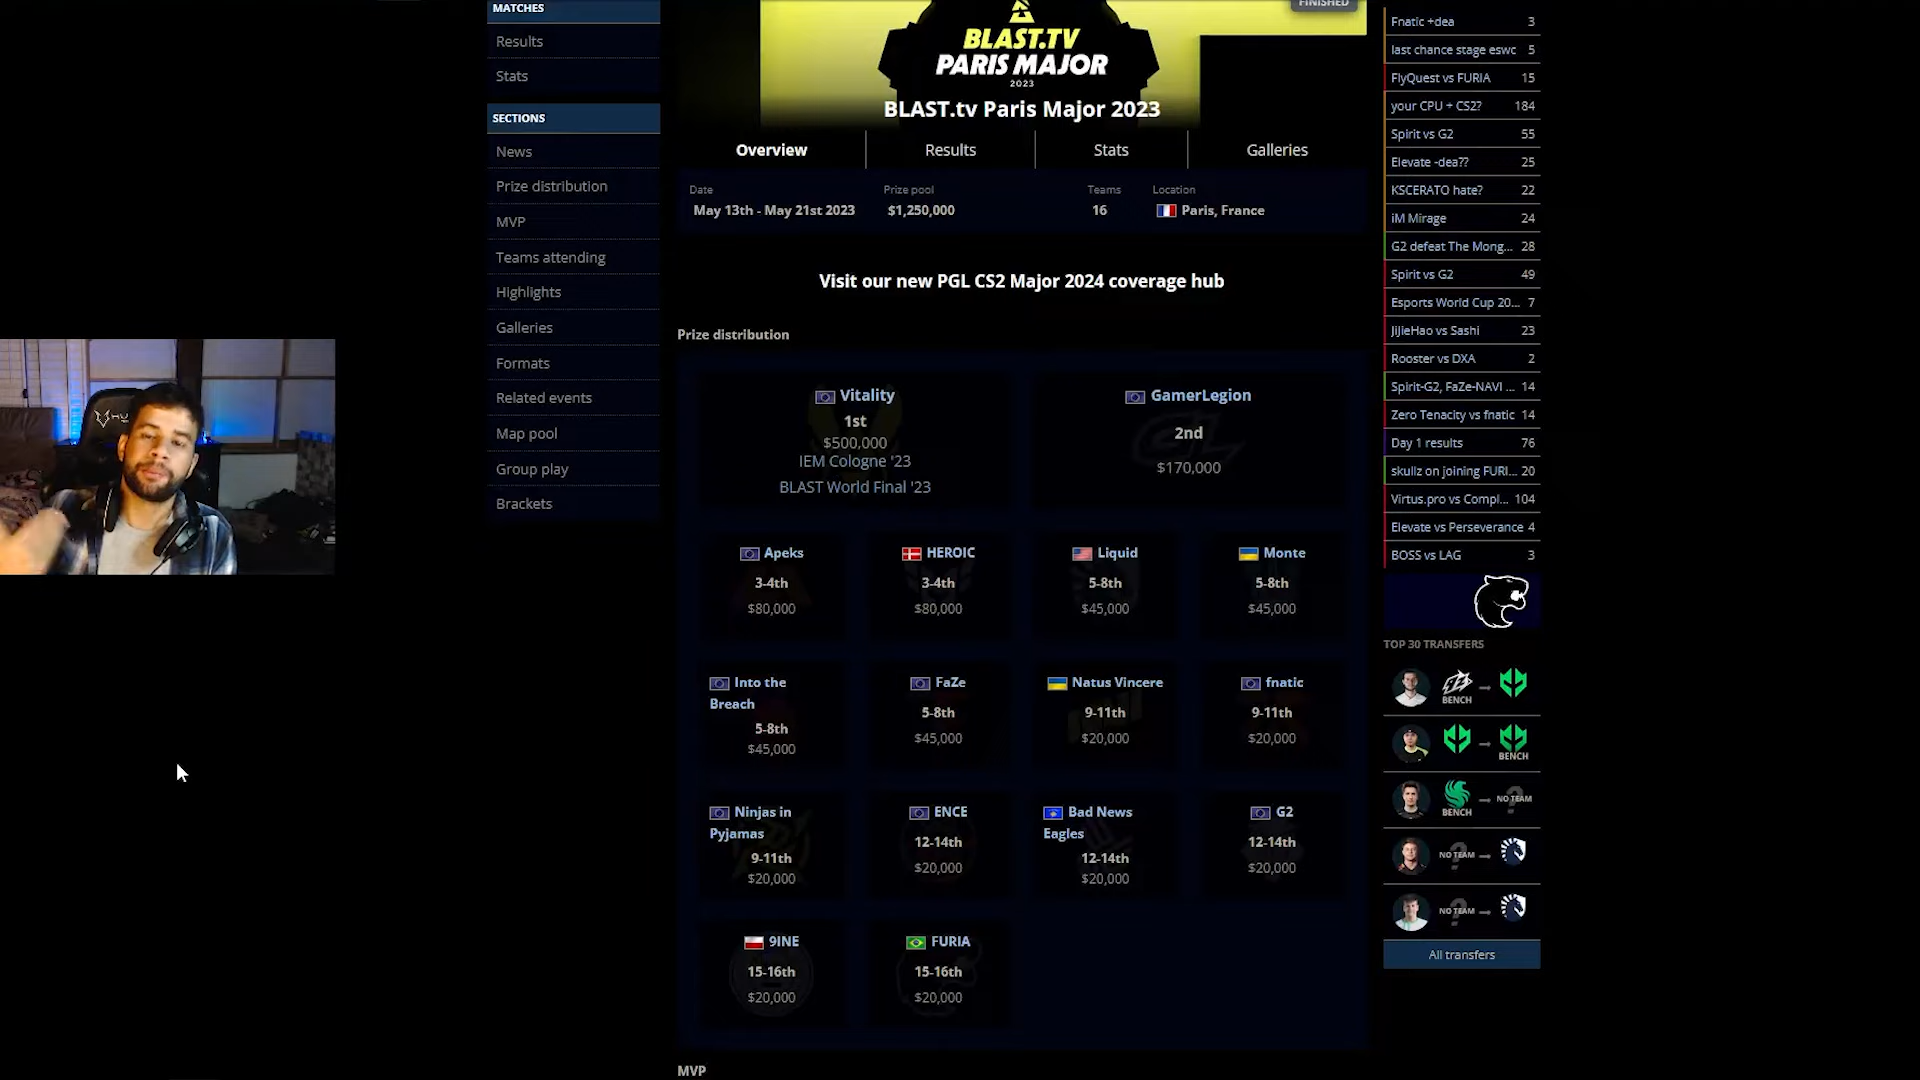 MATCHES
Results
Stats
SECTIONS
News
Prize distribution
MVP
Teams attending
Highlights
Galleries
Formats
Related events
Map pool
Group play
Brackets
FINISHED
BLAST.TV
PARIS MAJOR
2023
BLAST.tv Paris Major 2023
Overview
Results
Stats
Galleries
Date
Prize pool
Teams
Location
May 13th - May 21st 2023
$1,250,000
16
Paris, France
Visit our new PGL CS2 Major 2024 coverage hub
Prize distribution
Vitality
1st
$500,000
IEM Cologne '23
BLAST World Final '23
GamerLegion
2nd
$170,000
Apeks
3-4th
$80,000
HEROIC
3-4th
$80,000
Liquid
5-8th
$45,000
Monte
5-8th
$45,000
Into the
Breach
5-8th
$45,000
FaZe
5-8th
$45,000
Natus Vincere
9-11th
$20,000
fnatic
9-11th
$20,000
Ninjas in
Pyjamas
9-11th
$20,000
ENCE
12-14th
$20,000
Bad News
Eagles
12-14th
$20,000
G2
12-14th
$20,000
9INE
15-16th
$20,000
FURIA
15-16th
$20,000
MVP
Fnatic +dea 3
last chance stage eswc 5
FlyQuest vs FURIA 15
your CPU + CS2? 184
Spirit vs G2 55
Elevate -dea?? 25
KSCERATO hate? 22
iM Mirage 24
G2 defeat The Mong... 28
Spirit vs G2 49
Esports World Cup 20... 7
JiJieHao vs Sashi 23
Rooster vs DXA 2
Spirit-G2, FaZe-NAVI ... 14
Zero Tenacity vs fnatic 14
Day 1 results 76
skullz on joining FURI... 20
Virtus.pro vs Compl... 104
Elevate vs Perseverance 4
BOSS vs LAG 3
TOP 30 TRANSFERS
BENCH
BENCH
BENCH
NO TEAM
NO TEAM
NO TEAM
All transfers